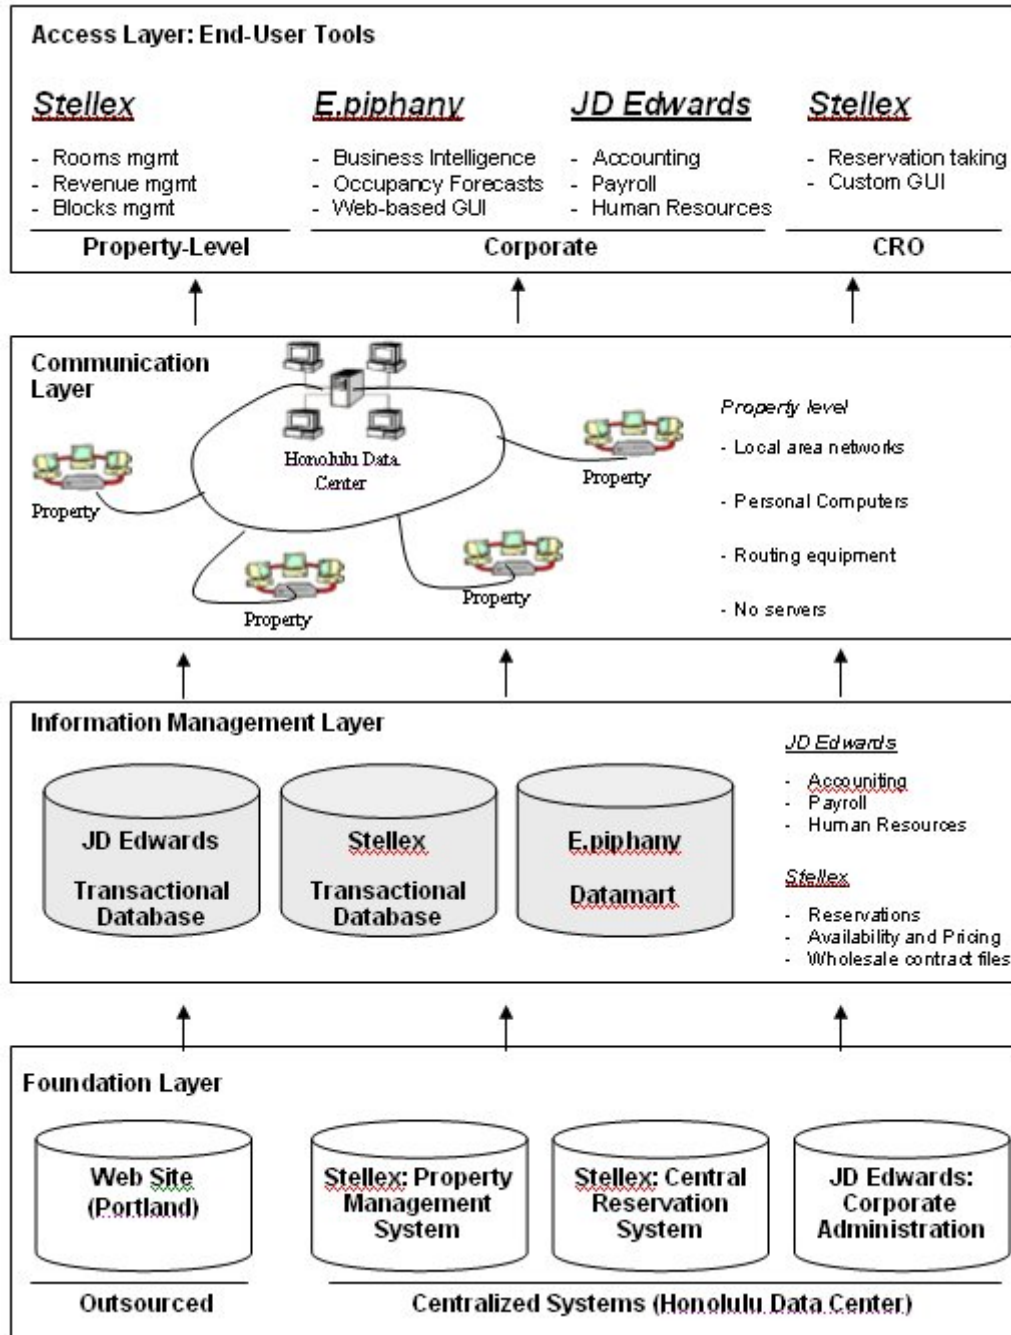 Access Layer: End-User Tools
Stellex
- Rooms mgmt
- Revenue mgmt
- Blocks mgmt
Property-Level
E.piphany
- Business Intelligence
- Occupancy Forecasts
- Web-based GUI
JD Edwards
- Accounting
- Payroll
- Human Resources
Corporate
Stellex
- Reservation taking
- Custom GUI
CRO
Communication
Layer
Honolulu Data
Center
Property
Property
Property
Property
Property level
- Local area networks
- Personal Computers
- Routing equipment
- No servers
Information Management Layer
JD Edwards
Transactional
Database
Stellex
Transactional
Database
E.piphany
Datamart
JD Edwards
- Accouniting
- Payroll
- Human Resources
Stellex
- Reservations
- Availability and Pricing
- Wholesale contract files
Foundation Layer
Web Site
(Portland)
Outsourced
Stellex: Property
Management
System
Stellex: Central
Reservation
System
JD Edwards:
Corporate
Administration
Centralized Systems (Honolulu Data Center)